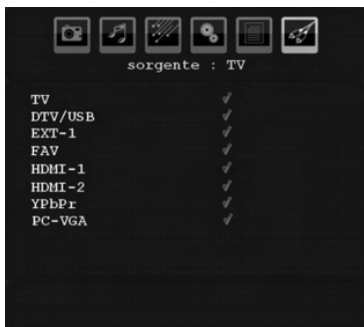 sorgente : TV
TV
DTV/USB
EXT-1
FAV
HDMI-1
HDMI-2
YPbPr
PC-VGA